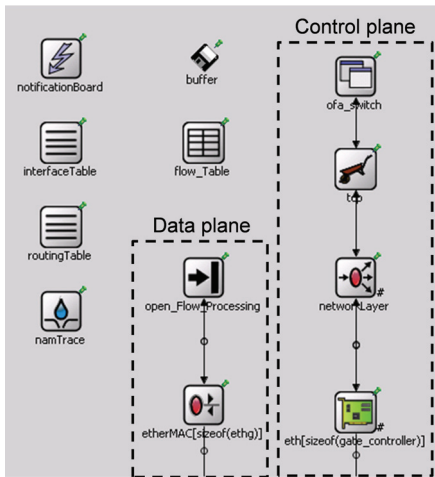 Control plane
notificationBoard
buffer
ofa_switch
interfaceTable
flow_Table
tcp
Data plane
routingTable
open_Flow_Processing
networkLayer
#
namTrace
etherMAC[sizeof(ethg)]
#
eth[sizeof(gate_controller)]